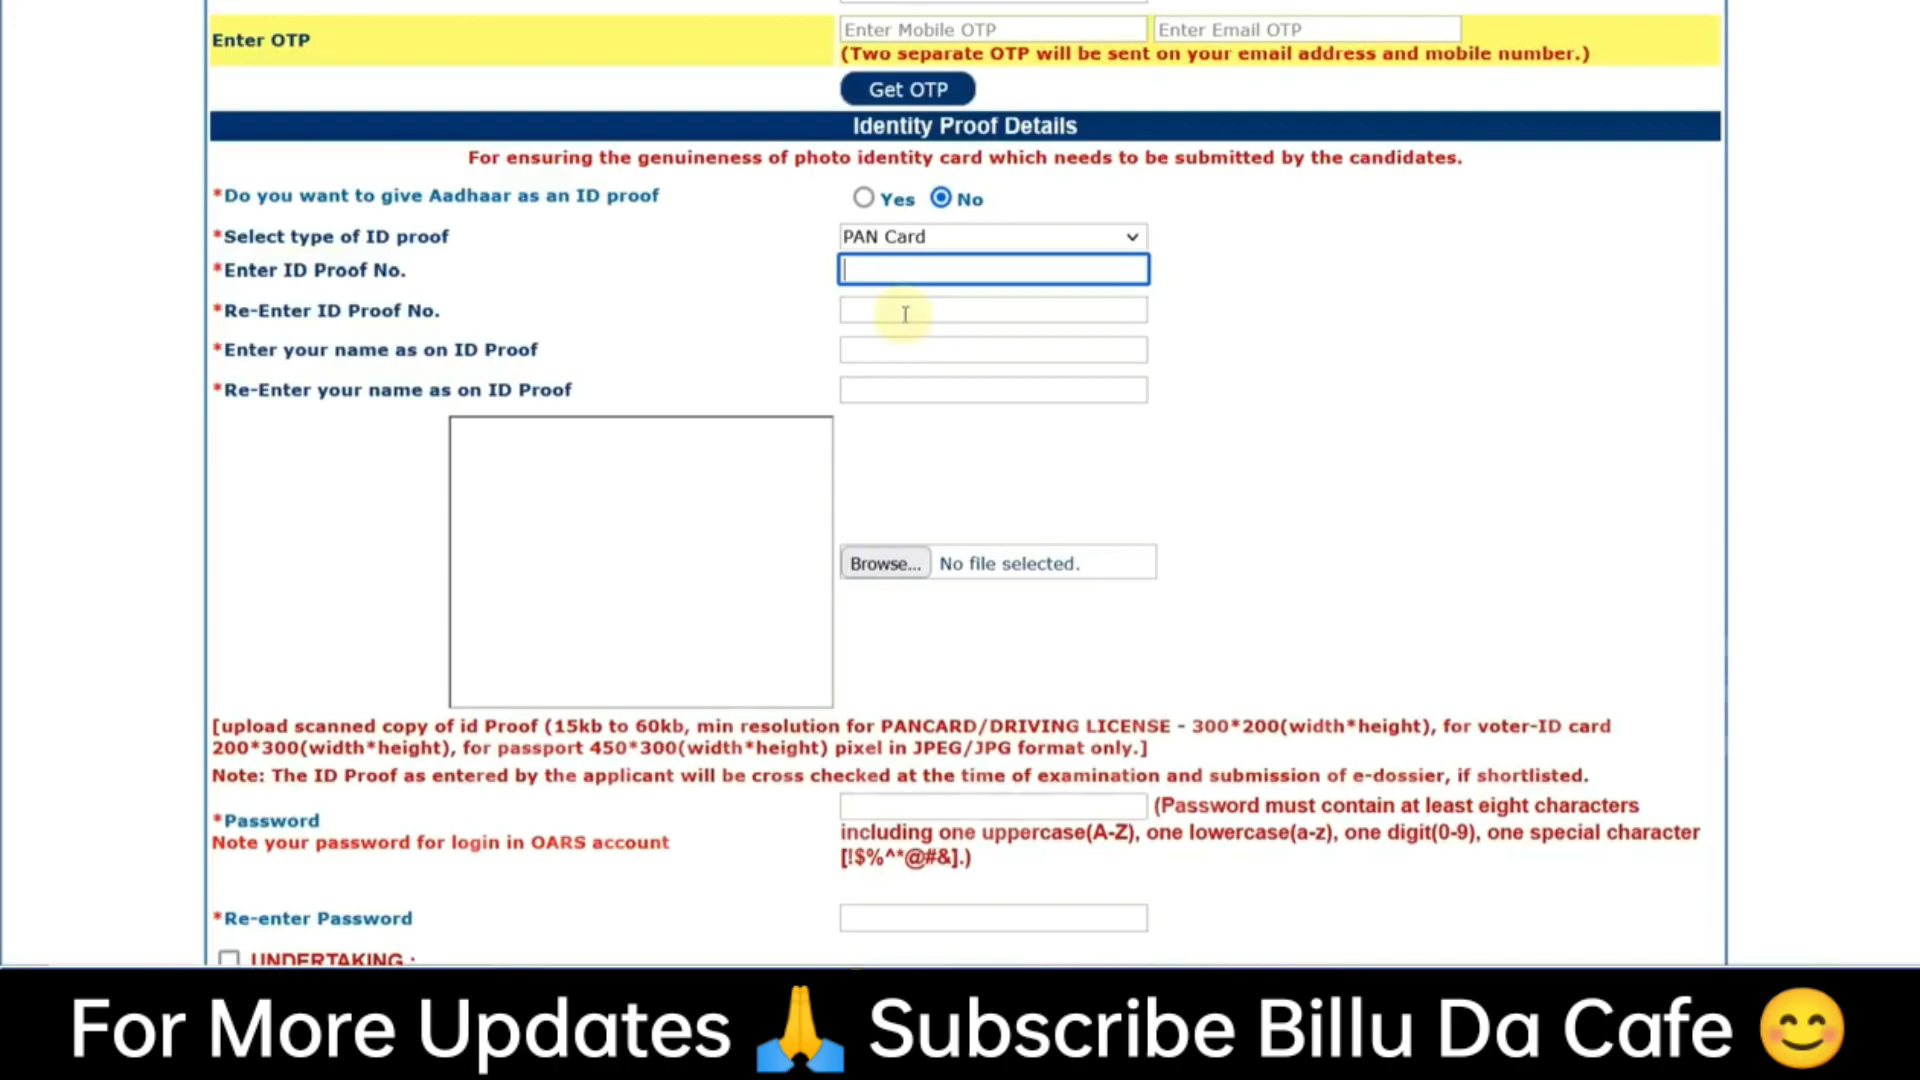 Enter OTP
Enter Mobile OTP
Enter Email OTP
(Two separate OTP will be sent on your email address and mobile number.)
Get OTP
Identity Proof Details
For ensuring the genuineness of photo identity card which needs to be submitted by the candidates.
*Do you want to give Aadhaar as an ID proof
Yes
No
*Select type of ID proof
PAN Card
*Enter ID Proof No.
*Re-Enter ID Proof No.
*Enter your name as on ID Proof
*Re-Enter your name as on ID Proof
Browse...
No file selected.
[upload scanned copy of id Proof (15kb to 60kb, min resolution for PANCARD/DRIVING LICENSE - 300*200(width*height), for voter-ID card
200*300(width*height), for passport 450*300(width*height) pixel in JPEG/JPG format only.]
Note: The ID Proof as entered by the applicant will be cross checked at the time of examination and submission of e-dossier, if shortlisted.
*Password
Note your password for login in OARS account
(Password must contain at least eight characters
including one uppercase(A-Z), one lowercase(a-z), one digit(0-9), one special character
[!$%^*@#&].)
*Re-enter Password
UNDERTAKING :
For More Updates 🙏 Subscribe Billu Da Cafe 😊